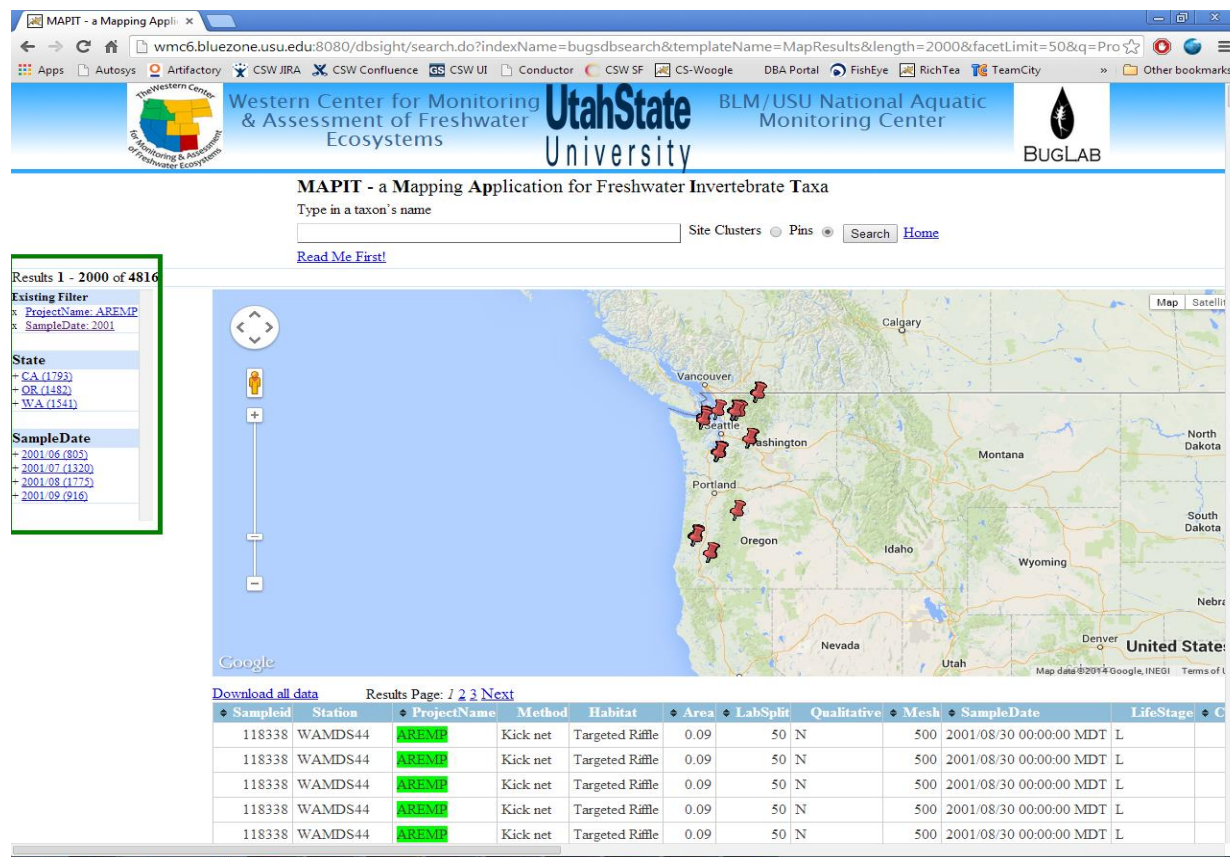 MAPIT - a Mapping Appli ×
wmc6.bluezone.usu.edu:8080/dbsight/search.do?indexName=bugsdbsearch&templateName=MapResults&length=2000&facetLimit=50&q=Pro
Apps Autosys Artifactory CSW JIRA CSW Confluence GS CSW UI Conductor CSW SF CS-Woogle DBA Portal FishEye RichTea TeamCity » Other bookmarks
The Western Center for Monitoring & Assessment of Freshwater Ecosystems
Western Center for Monitoring
& Assessment of Freshwater
Ecosystems
UtahState
University
BLM/USU National Aquatic
Monitoring Center
BUGLAB
MAPIT - a Mapping Application for Freshwater Invertebrate Taxa
Type in a taxon's name
Site Clusters Pins Search Home
Read Me First!
Results 1 - 2000 of 4816
Existing Filter
x ProjectName: AREMP
x SampleDate: 2001
State
+ CA (1793)
+ OR (1482)
+ WA (1541)
SampleDate
+ 2001/06 (805)
+ 2001/07 (1320)
+ 2001/08 (1775)
+ 2001/09 (916)
Map Satellit
Calgary
Vancouver
Seattle
Washington
North
Dakota
Montana
Portland
South
Dakota
Oregon
Idaho
Wyoming
Nebra
Nevada
Denver
United States
Utah
Google
Map data ©2014 Google, INEGI Terms of U
Download all data Results Page: 1 2 3 Next
Sampleid Station ProjectName Method Habitat Area LabSplit Qualitative Mesh SampleDate LifeStage C
118338 WAMDS44 AREMP Kick net Targeted Riffle 0.09 50 N 500 2001/08/30 00:00:00 MDT L
118338 WAMDS44 AREMP Kick net Targeted Riffle 0.09 50 N 500 2001/08/30 00:00:00 MDT L
118338 WAMDS44 AREMP Kick net Targeted Riffle 0.09 50 N 500 2001/08/30 00:00:00 MDT L
118338 WAMDS44 AREMP Kick net Targeted Riffle 0.09 50 N 500 2001/08/30 00:00:00 MDT L
118338 WAMDS44 AREMP Kick net Targeted Riffle 0.09 50 N 500 2001/08/30 00:00:00 MDT L